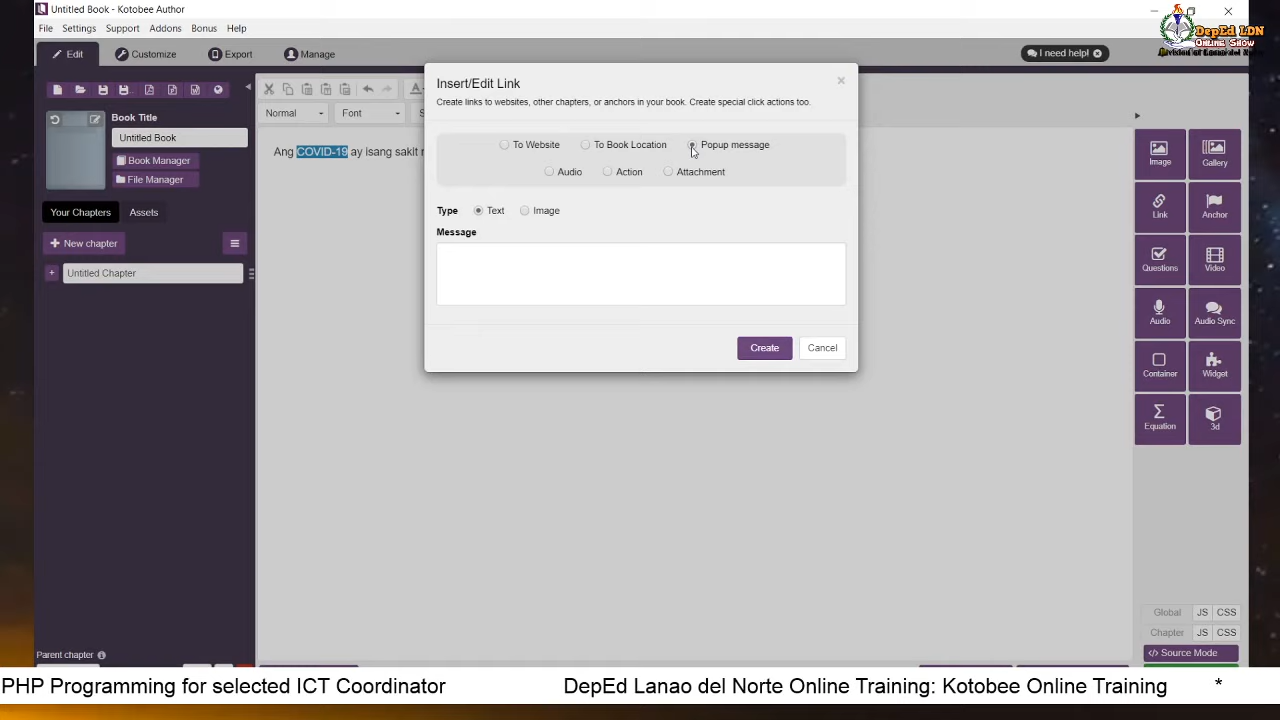 Untitled Book - Kotobee Author
File Settings Support Addons Bonus Help
DepEd LDN
Online Show
Edit Customize Export Manage
I need help!
Insert/Edit Link
Create links to websites, other chapters, or anchors in your book. Create special click actions too.
Book Title
Untitled Book
Book Manager
File Manager
Normal Font
Ang COVID-19 ay isang sakit
To Website To Book Location Popup message
Audio Action Attachment
Type Text Image
Message
Create Cancel
Your Chapters Assets
New chapter
Untitled Chapter
Image Gallery
Link Anchor
Questions Video
Audio Audio Sync
Container Widget
Equation 3d
Global JS CSS
Chapter JS CSS
</> Source Mode
Parent chapter
PHP Programming for selected ICT Coordinator DepEd Lanao del Norte Online Training: Kotobee Online Training *